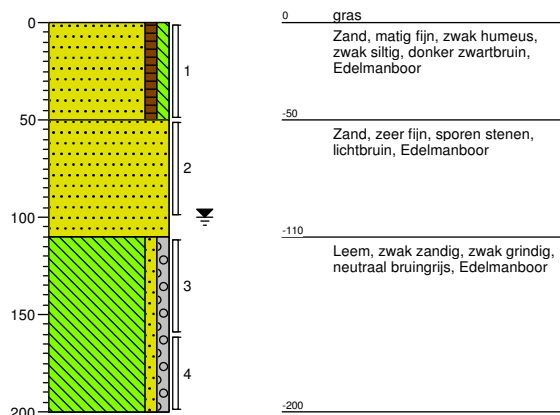 0
50
100
150
200
1
2
3
4
0
gras
Zand, matig fijn, zwak humeus,
zwak siltig, donker zwartbruin,
Edelmanboor
-50
Zand, zeer fijn, sporen stenen,
lichtbruin, Edelmanboor
-110
Leem, zwak zandig, zwak grindig,
neutraal bruingrijs, Edelmanboor
-200